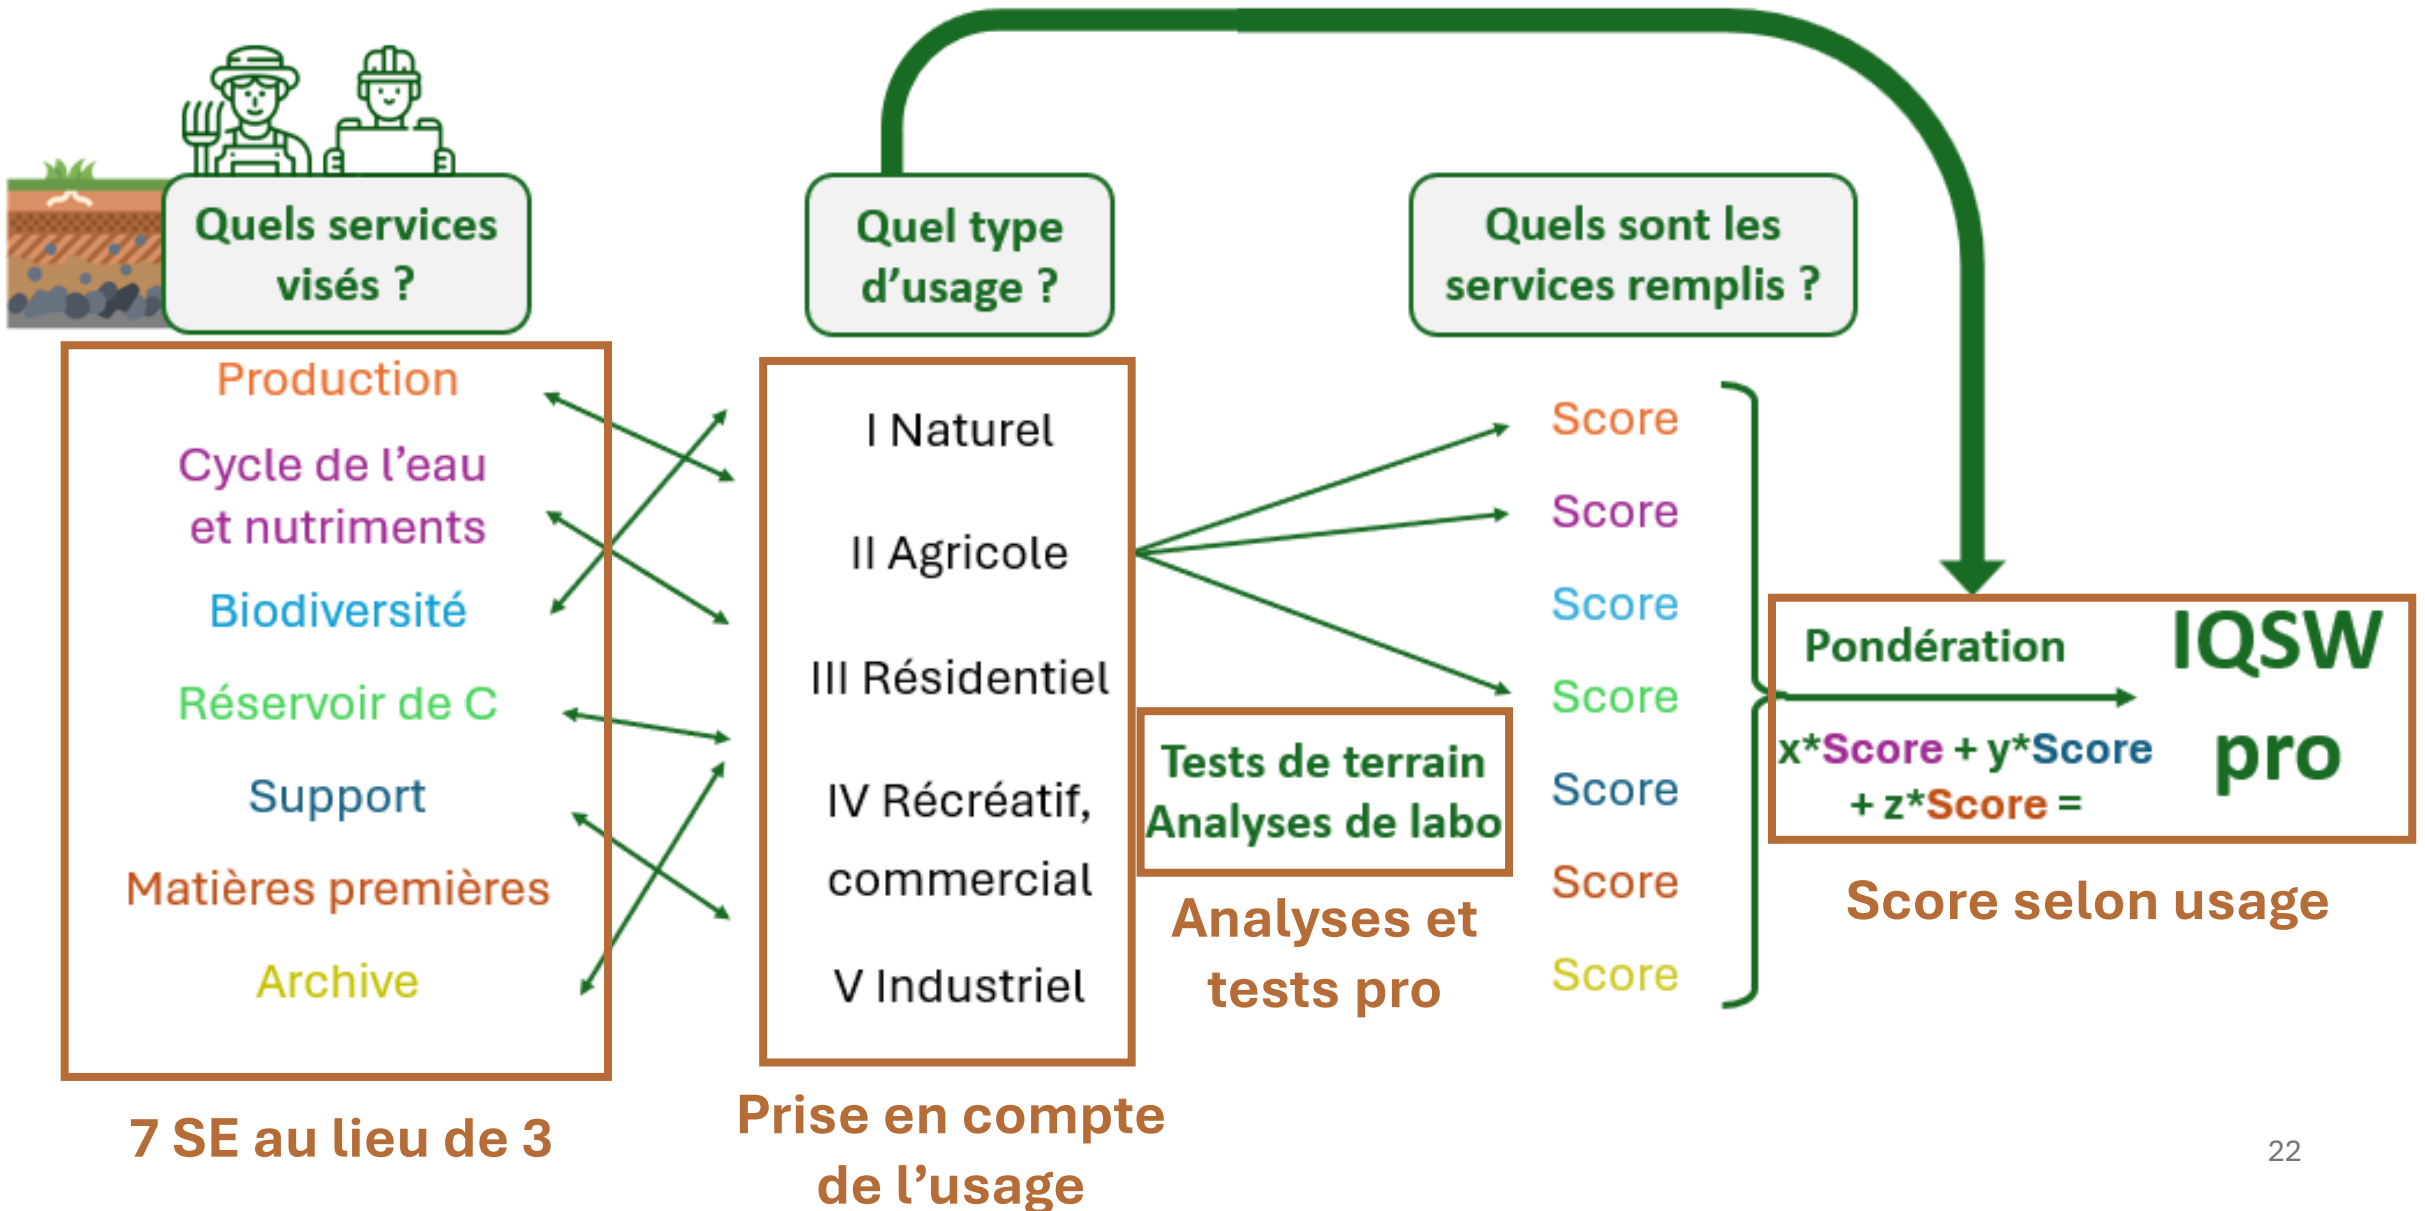 Quels services
visés ?
Production
Cycle de l’eau
et nutriments
Biodiversité
Réservoir de C
Support
Matières premières
Archive
7 SE au lieu de 3
Quel type
d’usage ?
I Naturel
II Agricole
III Résidentiel
IV Récréatif,
commercial
V Industriel
Prise en compte
de l’usage
Tests de terrain
Analyses de labo
Analyses et
tests pro
Quels sont les
services remplis ?
Score
Score
Score
Score
Score
Score
Score
Pondération
x*Score + y*Score
+ z*Score =
IQSW
pro
Score selon usage
22